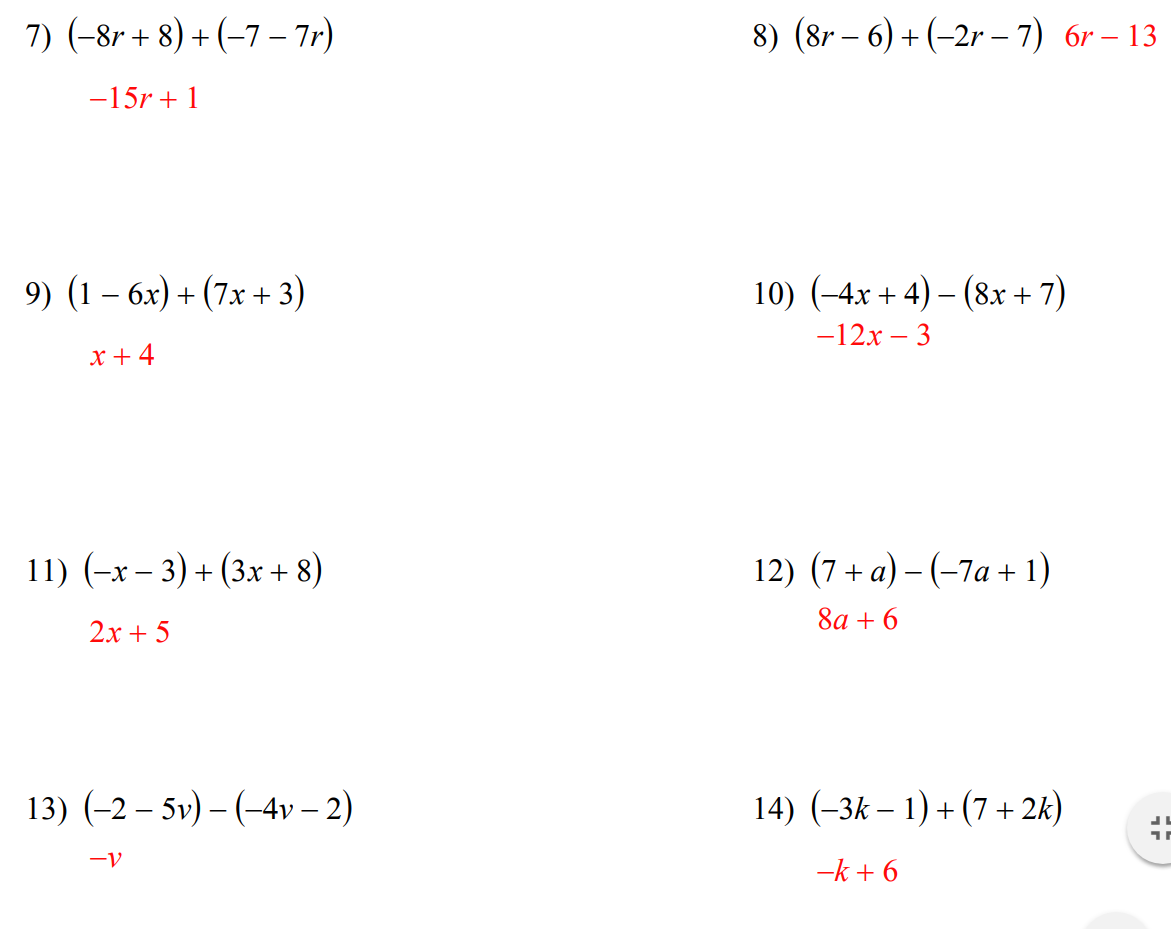 7) (–8r + 8) + (–7 – 7r)
–15r + 1
8) (8r – 6) + (–2r – 7) 6r – 13
9) (1 – 6x) + (7x + 3)
x + 4
10) (–4x + 4) – (8x + 7)
–12x – 3
11) (–x – 3) + (3x + 8)
2x + 5
12) (7 + a) – (–7a + 1)
8a + 6
13) (–2 – 5v) – (–4v – 2)
–v
14) (–3k – 1) + (7 + 2k)
–k + 6